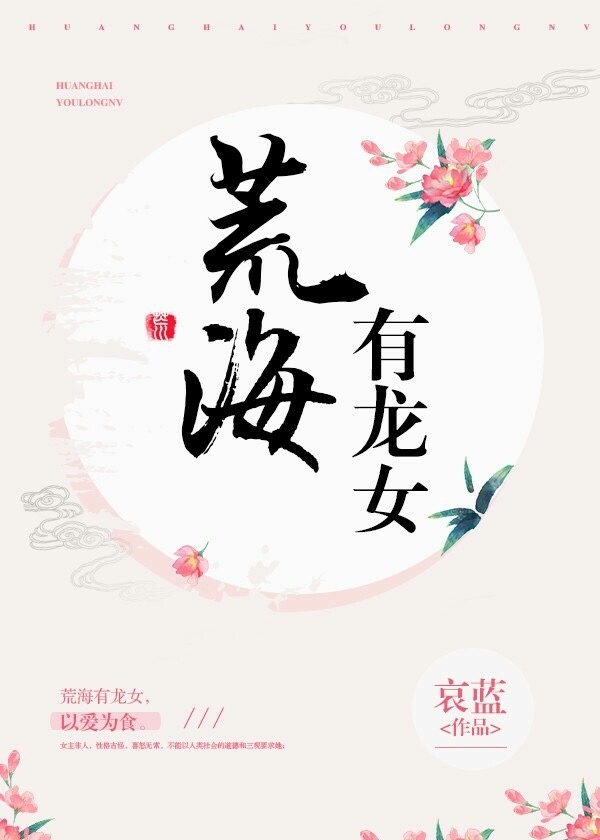 HUANGHAIYOULONGNV
HUANGHAI
YOULONGNV
荒海
有龙女
荒
荒海有龙女，
以爱为食。
///
女主非人，性格古怪、喜怒无常、不能以人类社会的道德和三观要求她；
哀蓝
<作品>